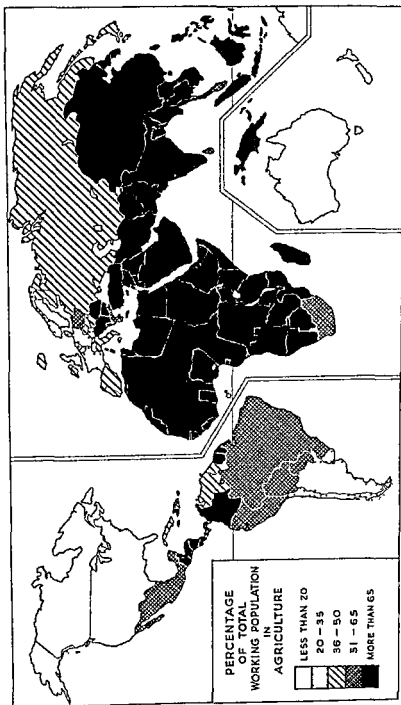 PERCENTAGE
OF TOTAL
WORKING POPULATION
IN
AGRICULTURE
LESS THAN 20
20–35
36–50
51–65
MORE THAN 65